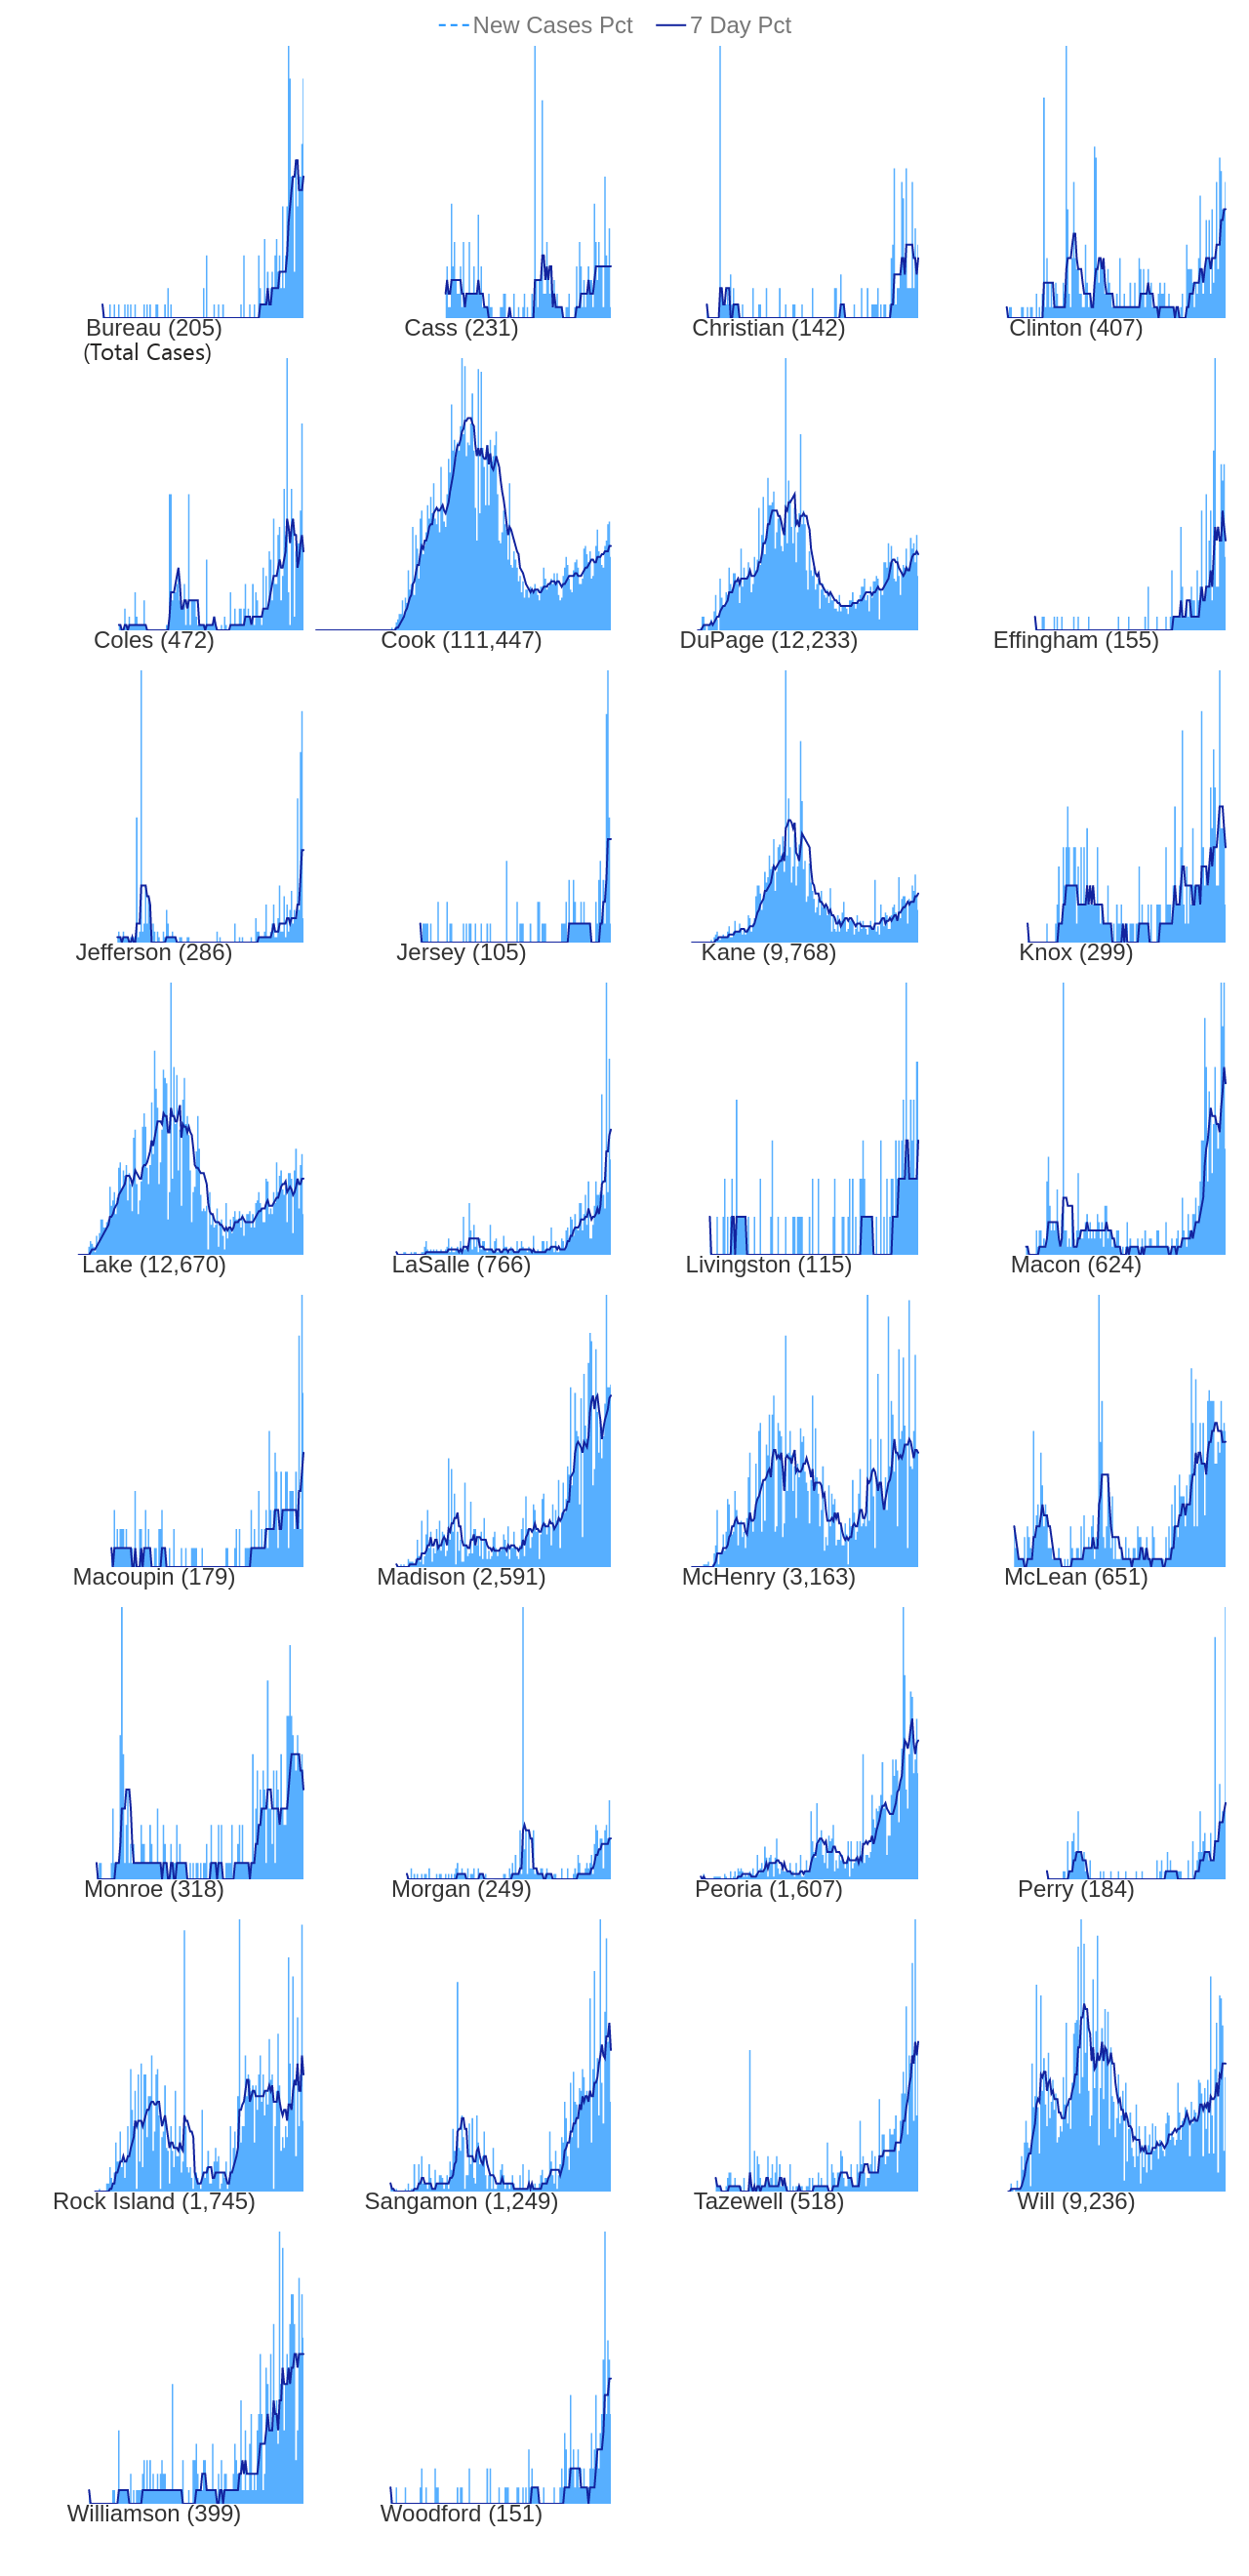 New Cases Pct 7 Day Pct
Bureau (205) Cass (231) Christian (142) Clinton (407)
(Total Cases)
Coles (472) Cook (111,447) DuPage (12,233) Effingham (155)
Jefferson (286) Jersey (105) Kane (9,768) Knox (299)
Lake (12,670) LaSalle (766) Livingston (115) Macon (624)
Macoupin (179) Madison (2,591) McHenry (3,163) McLean (651)
Monroe (318) Morgan (249) Peoria (1,607) Perry (184)
Rock Island (1,745) Sangamon (1,249) Tazewell (518) Will (9,236)
Williamson (399) Woodford (151)